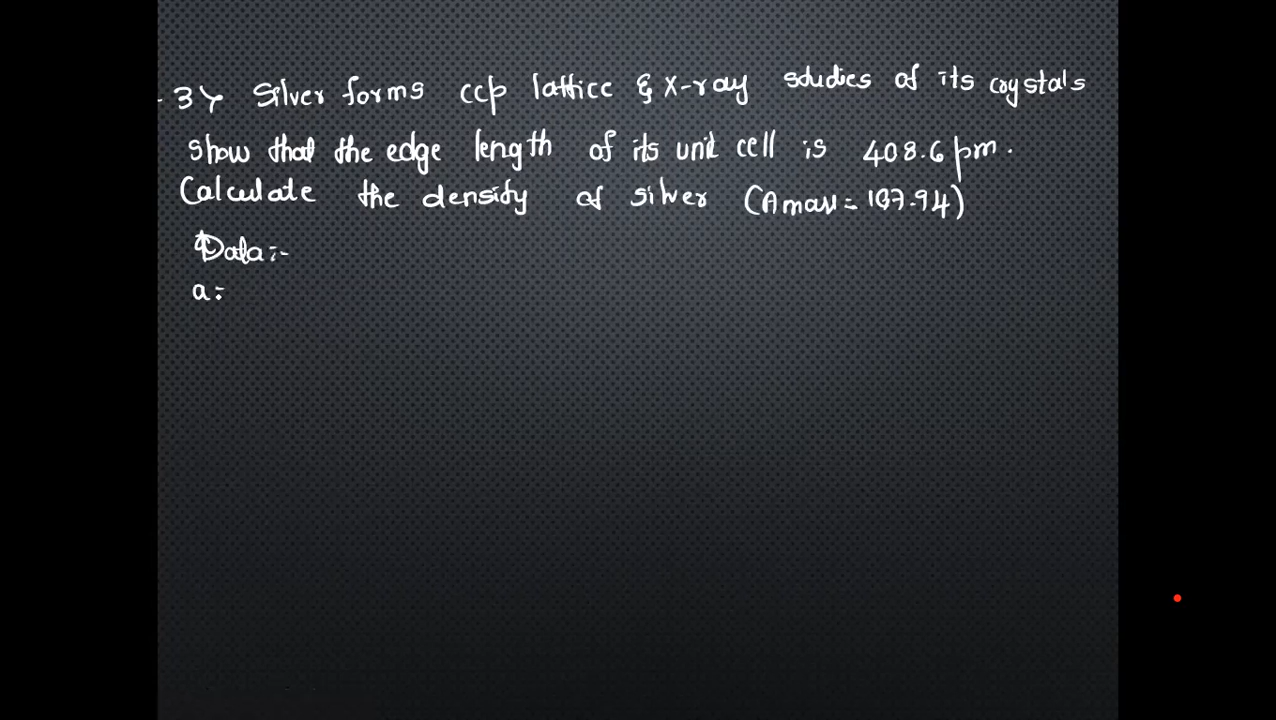 3) Silver forms ccp lattice & X-ray studies of its crystals
show that the edge length of its unit cell is 408.6 pm.
Calculate the density of silver (Amass = 107.94)
Data:-
a =